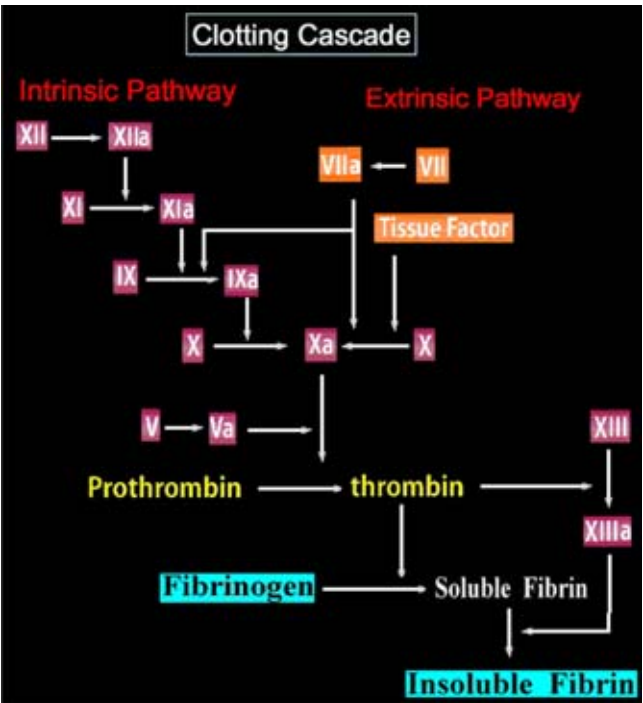 Clotting Cascade
Intrinsic Pathway
Extrinsic Pathway
XII XIIa
VIIa VII
XI XIa
Tissue Factor
IX IXa
X Xa X
V Va
XIII
Prothrombin thrombin
XIIIa
Fibrinogen Soluble Fibrin
Insoluble Fibrin